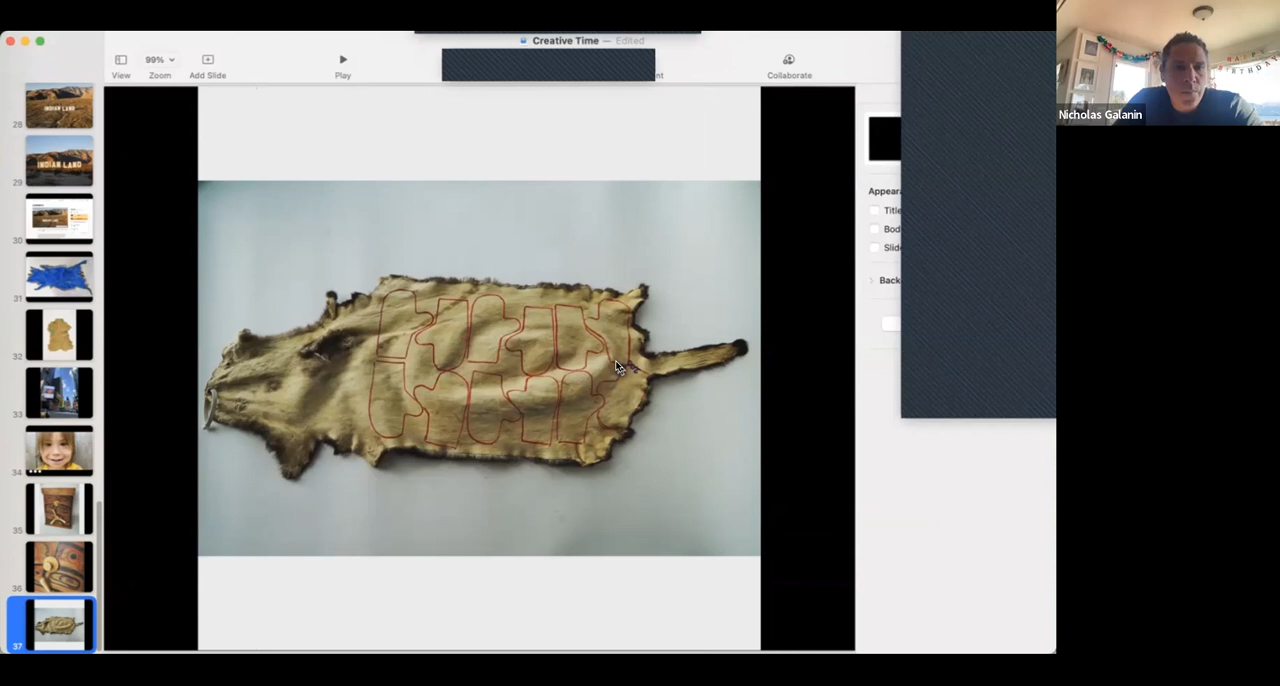 Creative Time — Edited
99%
View
Zoom
Add Slide
Play
Collaborate
Nicholas Galanin
INDIAN LAND
28
INDIAN LAND
29
30
31
32
33
34
35
36
37
Appear
Title
Bod
Slid
Back